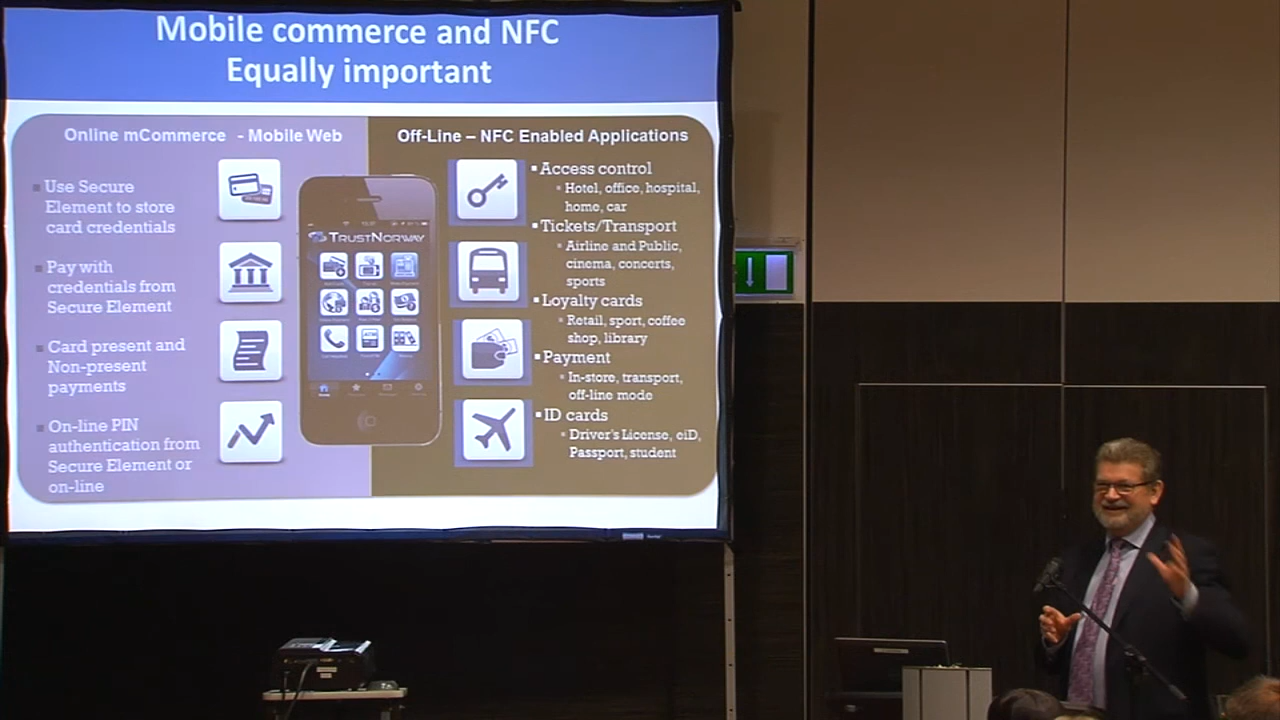 Mobile commerce and NFC
Equally important
Online mCommerce - Mobile Web
▪ Use Secure
Element to store
card credentials
▪ Pay with
credentials from
Secure Element
▪ Card present and
Non-present
payments
▪ On-line PIN
authentication from
Secure Element or
on-line
TRUSTNORWAY
ATM
Off-Line – NFC Enabled Applications
▪ Access control
▪ Hotel, office, hospital,
home, car
▪ Tickets/Transport
▪ Airline and Public,
cinema, concerts,
sports
▪ Loyalty cards
▪ Retail, sport, coffee
shop, library
▪ Payment
▪ In-store, transport,
off-line mode
▪ ID cards
▪ Driver's License, eID,
Passport, student